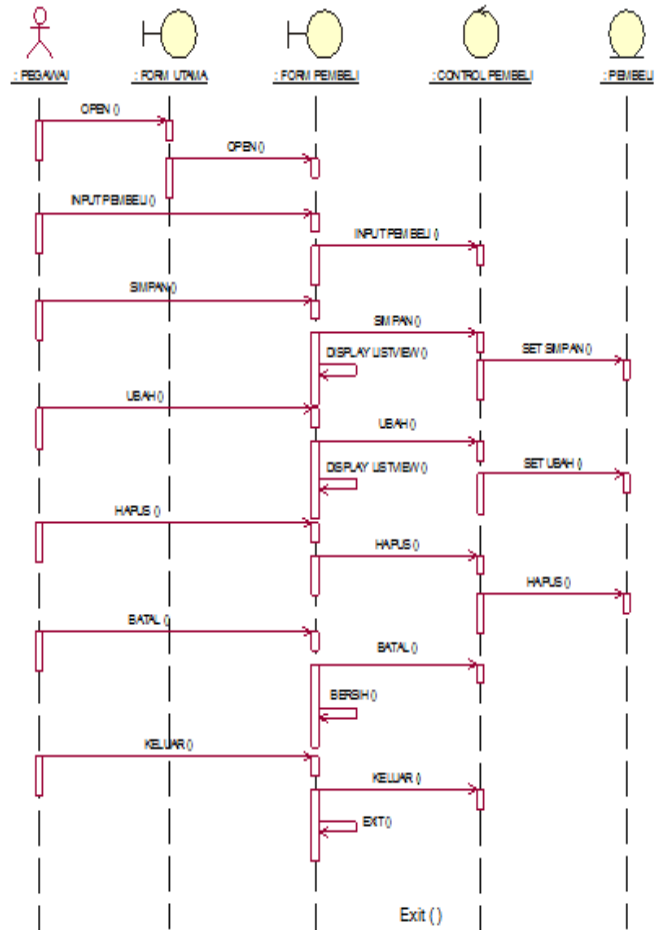 : PEGAWAI
: FORM UTAMA
: FORM PEMBELI
: CONTROL PEMBELI
: PEMBELI
OPEN ()
OPEN ()
INPUT PEMBELI ()
INPUT PEMBELI ()
SIMPAN ()
SIMPAN ()
DISPLAY LISTVIEW ()
SET SIMPAN ()
UBAH ()
UBAH ()
DISPLAY LISTVIEW ()
SET UBAH ()
HAPUS ()
HAPUS ()
HAPUS ()
BATAL ()
BATAL ()
BERSIH ()
KELUAR ()
KELUAR ()
EXIT ()
Exit ( )